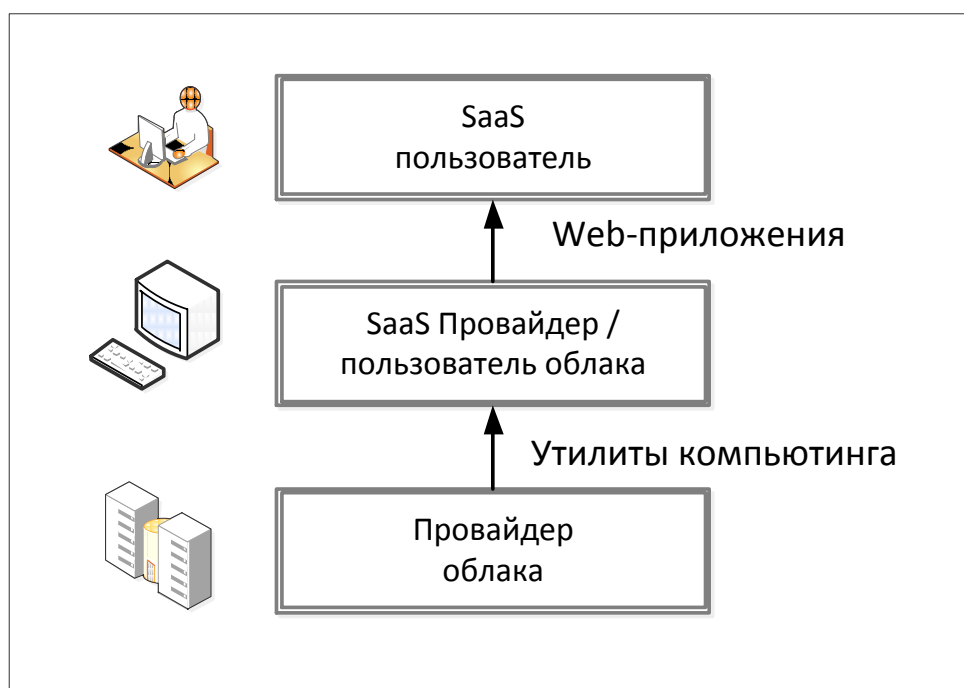 SaaS
пользователь
Web-приложения
SaaS Провайдер /
пользователь облака
Утилиты компьютинга
Провайдер
облака